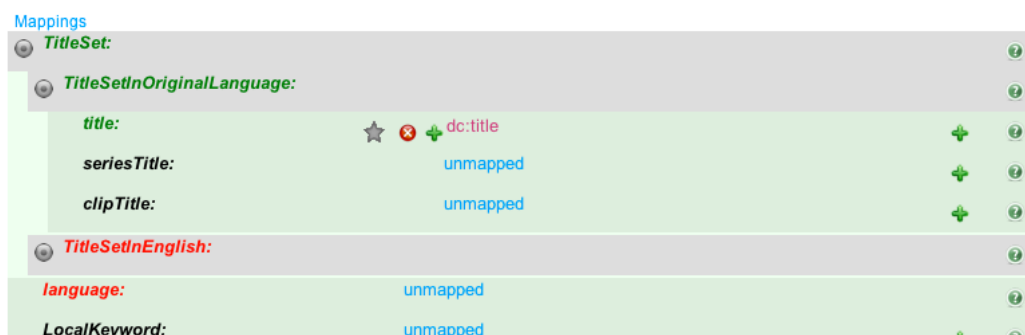 Mappings
TitleSet:
TitleSetInOriginalLanguage:
title: dc:title
seriesTitle: unmapped
clipTitle: unmapped
TitleSetInEnglish:
language: unmapped
LocalKeyword: unmapped